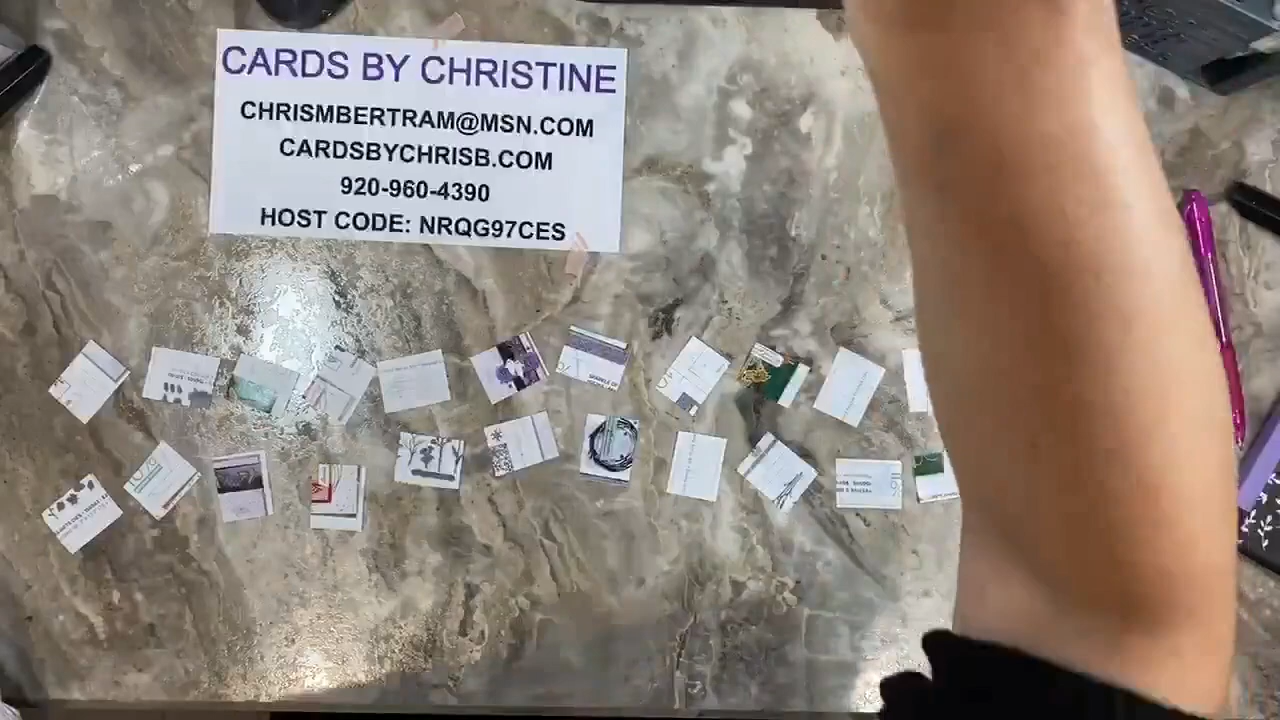 CARDS BY CHRISTINE
CHRISMBERTRAM@MSN.COM
CARDSBYCHRISB.COM
920-960-4390
HOST CODE: NRQG97CES